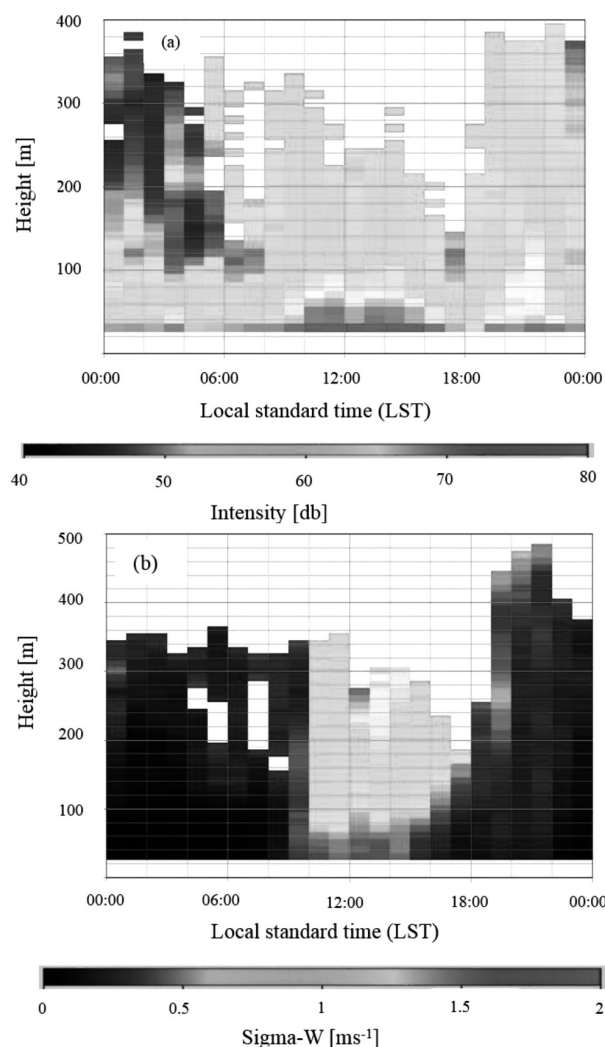 400
(a)
300
200
100
Height [m]
00:00 06:00 12:00 18:00 00:00
Local standard time (LST)
40 50 60 70 80
Intensity [db]
500
(b)
400
300
200
100
Height [m]
00:00 06:00 12:00 18:00 00:00
Local standard time (LST)
0 0.5 1 1.5 2
Sigma-W [ms⁻¹]